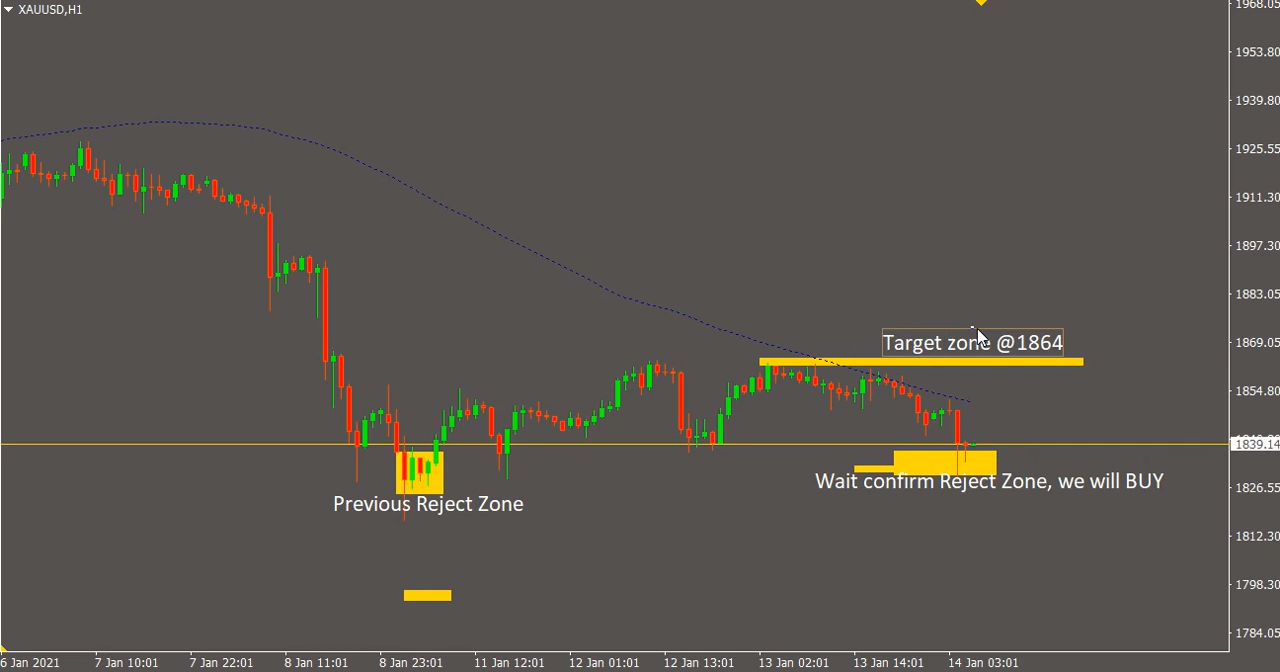 XAUUSD,H1
1968.05
1953.80
1939.80
1925.55
1911.30
1897.30
1883.05
1869.05
1854.80
1839.14
1826.55
1812.30
1798.30
1784.05
Target zone @1864
Wait confirm Reject Zone, we will BUY
Previous Reject Zone
6 Jan 2021
7 Jan 10:01
7 Jan 22:01
8 Jan 11:01
8 Jan 23:01
11 Jan 12:01
12 Jan 01:01
12 Jan 13:01
13 Jan 02:01
13 Jan 14:01
14 Jan 03:01